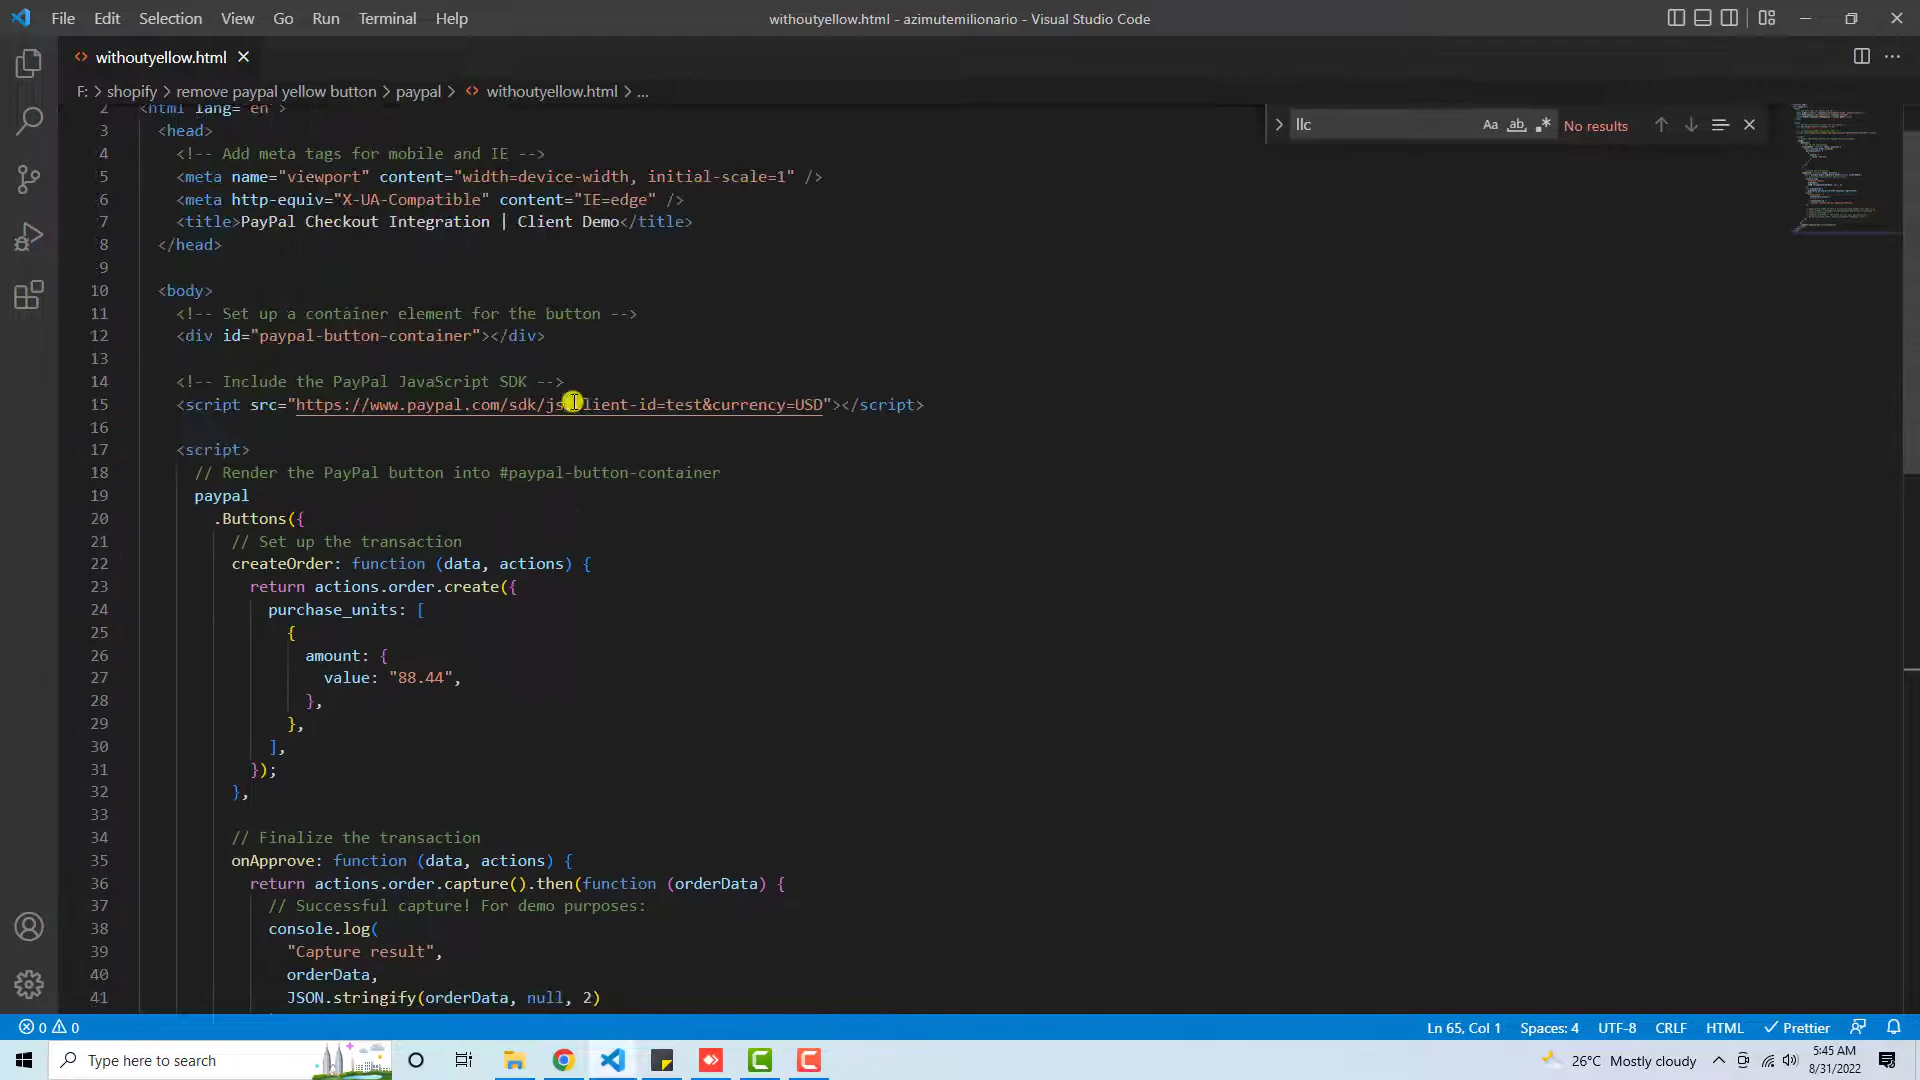 File Edit Selection View Go Run Terminal Help withoutyellow.html - azimutemilionario - Visual Studio Code
withoutyellow.html
F: > shopify > remove paypal yellow button > paypal > withoutyellow.html > ...
llc Aa ab No results
2 <html lang="en">
3 <head>
4 <!-- Add meta tags for mobile and IE -->
5 <meta name="viewport" content="width=device-width, initial-scale=1" />
6 <meta http-equiv="X-UA-Compatible" content="IE=edge" />
7 <title>PayPal Checkout Integration | Client Demo</title>
8 </head>
9
10 <body>
11 <!-- Set up a container element for the button -->
12 <div id="paypal-button-container"></div>
13
14 <!-- Include the PayPal JavaScript SDK -->
15 <script src="https://www.paypal.com/sdk/js?client-id=test&currency=USD"></script>
16
17 <script>
18 // Render the PayPal button into #paypal-button-container
19 paypal
20 .Buttons({
21 // Set up the transaction
22 createOrder: function (data, actions) {
23 return actions.order.create({
24 purchase_units: [
25 {
26 amount: {
27 value: "88.44",
28 },
29 },
30 ],
31 });
32 },
33
34 // Finalize the transaction
35 onApprove: function (data, actions) {
36 return actions.order.capture().then(function (orderData) {
37 // Successful capture! For demo purposes:
38 console.log(
39 "Capture result",
40 orderData,
41 JSON.stringify(orderData, null, 2)
0 0 Ln 65, Col 1 Spaces: 4 UTF-8 CRLF HTML Prettier
Type here to search 26°C Mostly cloudy 5:45 AM
8/31/2022